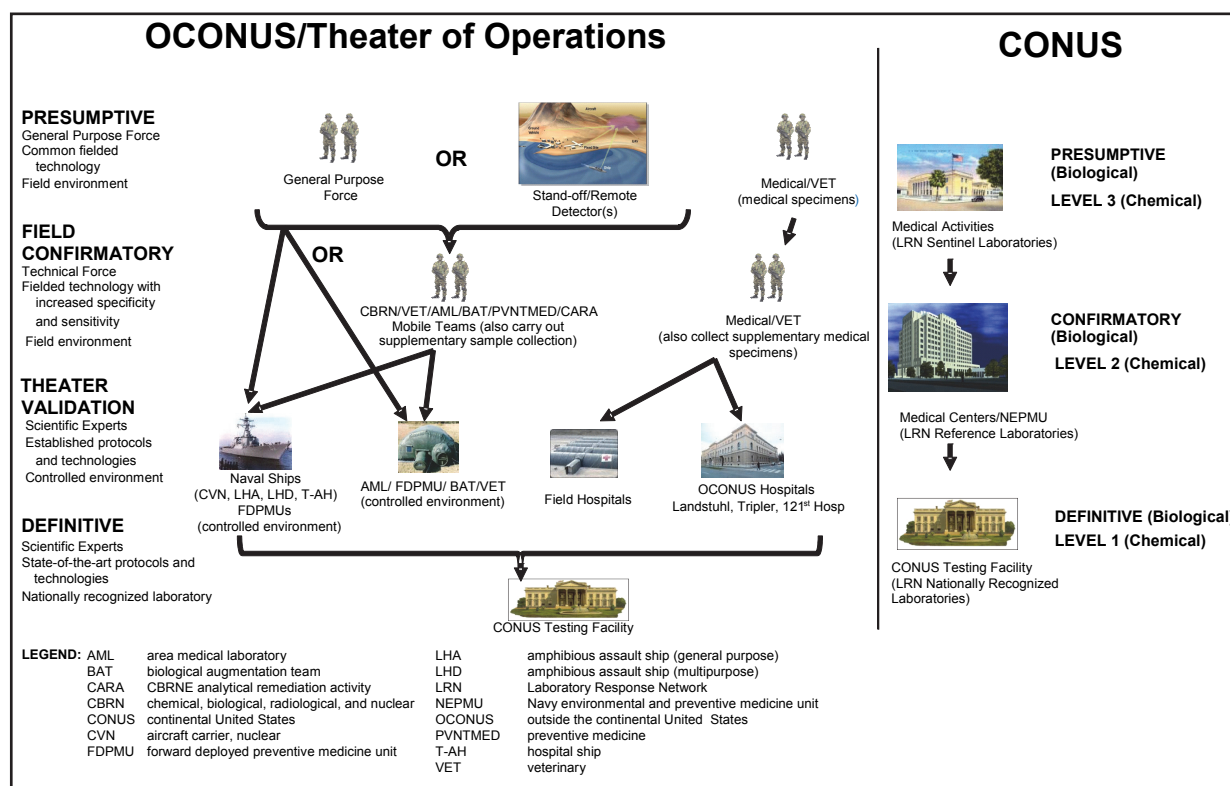 OCONUS/Theater of Operations
CONUS
PRESUMPTIVE
General Purpose Force
Common fielded
technology
Field environment
General Purpose
Force
OR
Aircraft
Stand-off/Remote
Detector(s)
Medical/VET
(medical specimens)
FIELD
CONFIRMATORY
Technical Force
Fielded technology with
increased specificity
and sensitivity
Field environment
OR
CBRN/VET/AML/BAT/PVNTMED/CARA
Mobile Teams (also carry out
supplementary sample collection)
Medical/VET
(also collect supplementary medical
specimens)
THEATER
VALIDATION
Scientific Experts
Established protocols
and technologies
Controlled environment
Naval Ships
(CVN, LHA, LHD, T-AH)
FDPMUs
(controlled environment)
AML/ FDPMU/ BAT/VET
(controlled environment)
Field Hospitals
OCONUS Hospitals
Landstuhl, Tripler, 121st Hosp
DEFINITIVE
Scientific Experts
State-of-the-art protocols and
technologies
Nationally recognized laboratory
CONUS Testing Facility
PRESUMPTIVE
(Biological)
LEVEL 3 (Chemical)
Medical Activities
(LRN Sentinel Laboratories)
CONFIRMATORY
(Biological)
LEVEL 2 (Chemical)
Medical Centers/NEPMU
(LRN Reference Laboratories)
DEFINITIVE (Biological)
LEVEL 1 (Chemical)
CONUS Testing Facility
(LRN Nationally Recognized
Laboratories)
LEGEND: AML area medical laboratory
BAT biological augmentation team
CARA CBRNE analytical remediation activity
CBRN chemical, biological, radiological, and nuclear
CONUS continental United States
CVN aircraft carrier, nuclear
FDPMU forward deployed preventive medicine unit
LHA amphibious assault ship (general purpose)
LHD amphibious assault ship (multipurpose)
LRN Laboratory Response Network
NEPMU Navy environmental and preventive medicine unit
OCONUS outside the continental United States
PVNTMED preventive medicine
T-AH hospital ship
VET veterinary